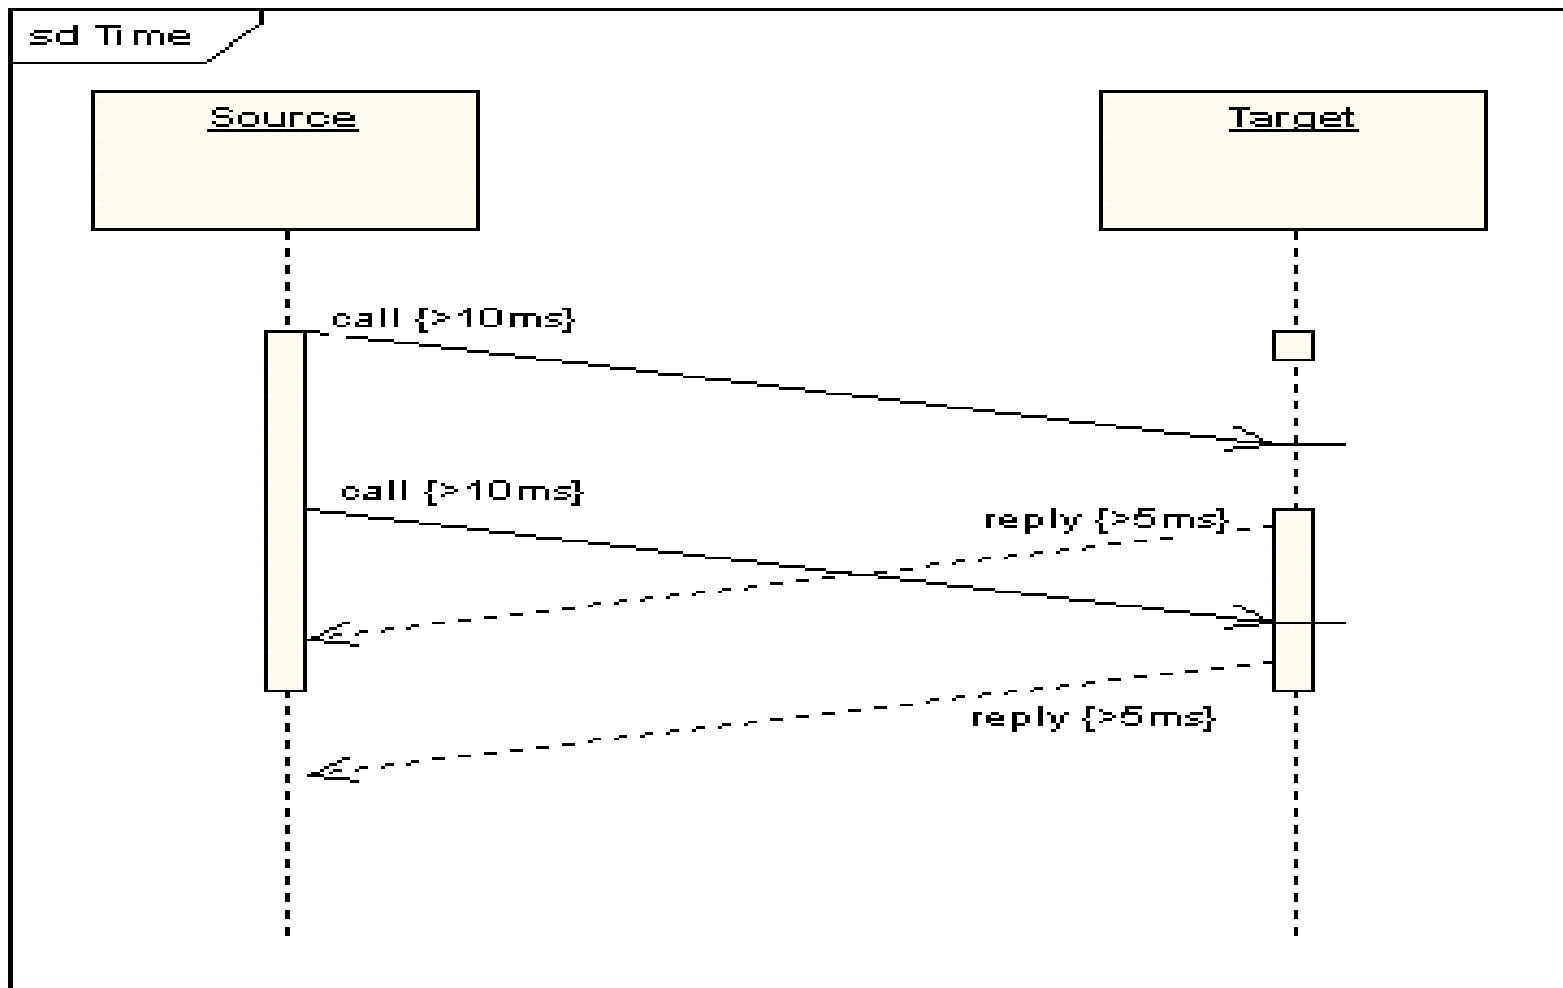 sd Time
Source
Target
call {>10ms}
call {>10ms}
reply {>5ms}
reply {>5ms}